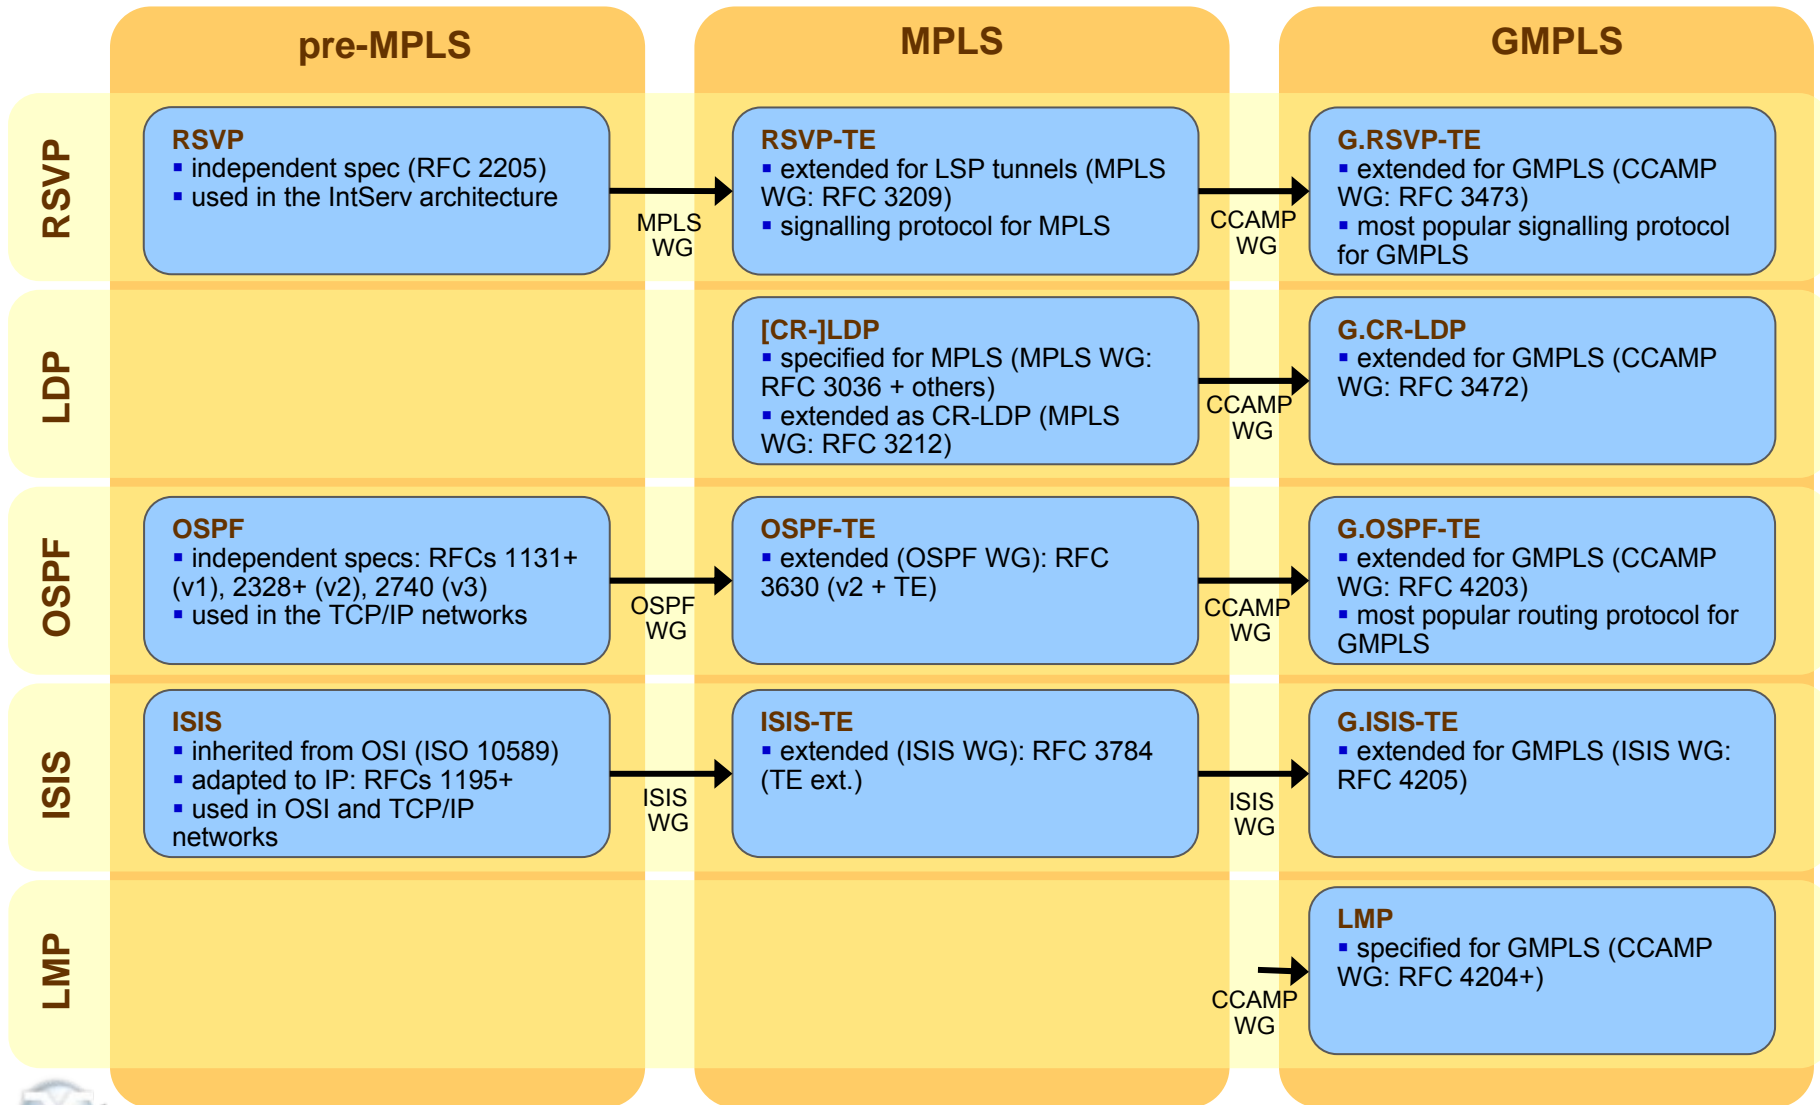 pre-MPLS
MPLS
GMPLS
RSVP
RSVP
▪ independent spec (RFC 2205)
▪ used in the IntServ architecture
MPLS
WG
RSVP-TE
▪ extended for LSP tunnels (MPLS
WG: RFC 3209)
▪ signalling protocol for MPLS
CCAMP
WG
G.RSVP-TE
▪ extended for GMPLS (CCAMP
WG: RFC 3473)
▪ most popular signalling protocol
for GMPLS
LDP
[CR-]LDP
▪ specified for MPLS (MPLS WG:
RFC 3036 + others)
▪ extended as CR-LDP (MPLS
WG: RFC 3212)
CCAMP
WG
G.CR-LDP
▪ extended for GMPLS (CCAMP
WG: RFC 3472)
OSPF
OSPF
▪ independent specs: RFCs 1131+
(v1), 2328+ (v2), 2740 (v3)
▪ used in the TCP/IP networks
OSPF
WG
OSPF-TE
▪ extended (OSPF WG): RFC
3630 (v2 + TE)
CCAMP
WG
G.OSPF-TE
▪ extended for GMPLS (CCAMP
WG: RFC 4203)
▪ most popular routing protocol for
GMPLS
ISIS
ISIS
▪ inherited from OSI (ISO 10589)
▪ adapted to IP: RFCs 1195+
▪ used in OSI and TCP/IP
networks
ISIS
WG
ISIS-TE
▪ extended (ISIS WG): RFC 3784
(TE ext.)
ISIS
WG
G.ISIS-TE
▪ extended for GMPLS (ISIS WG:
RFC 4205)
LMP
CCAMP
WG
LMP
▪ specified for GMPLS (CCAMP
WG: RFC 4204+)